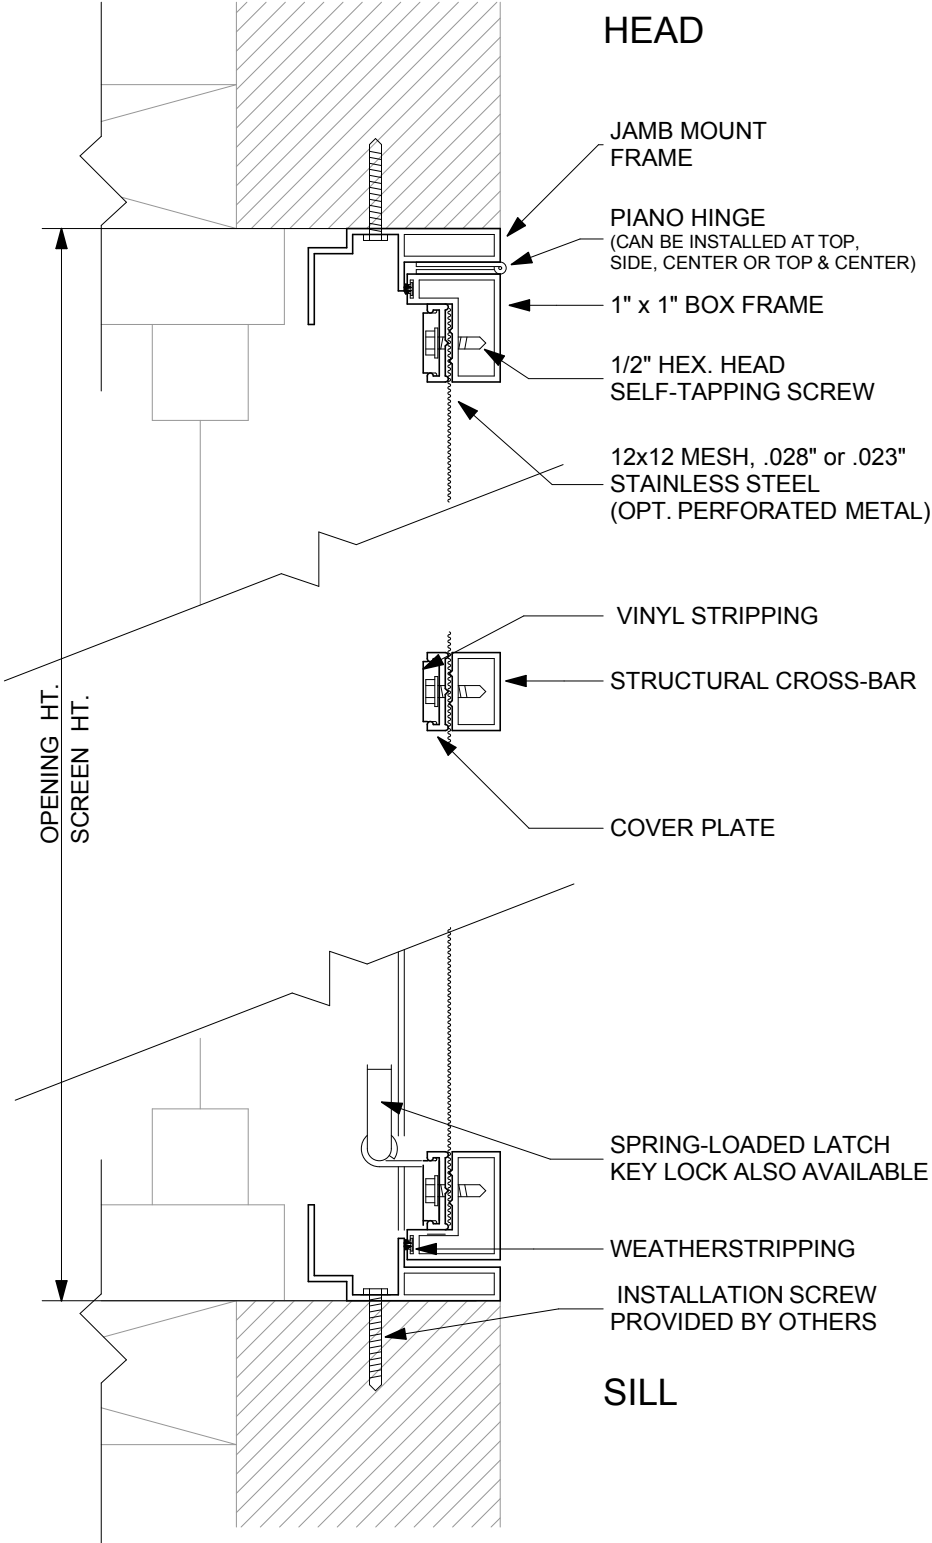 HEAD
JAMB MOUNT
FRAME
PIANO HINGE
(CAN BE INSTALLED AT TOP,
SIDE, CENTER OR TOP & CENTER)
1" x 1" BOX FRAME
1/2" HEX. HEAD
SELF-TAPPING SCREW
12x12 MESH, .028" or .023"
STAINLESS STEEL
(OPT. PERFORATED METAL)
VINYL STRIPPING
STRUCTURAL CROSS-BAR
OPENING HT.
SCREEN HT.
COVER PLATE
SPRING-LOADED LATCH
KEY LOCK ALSO AVAILABLE
WEATHERSTRIPPING
INSTALLATION SCREW
PROVIDED BY OTHERS
SILL